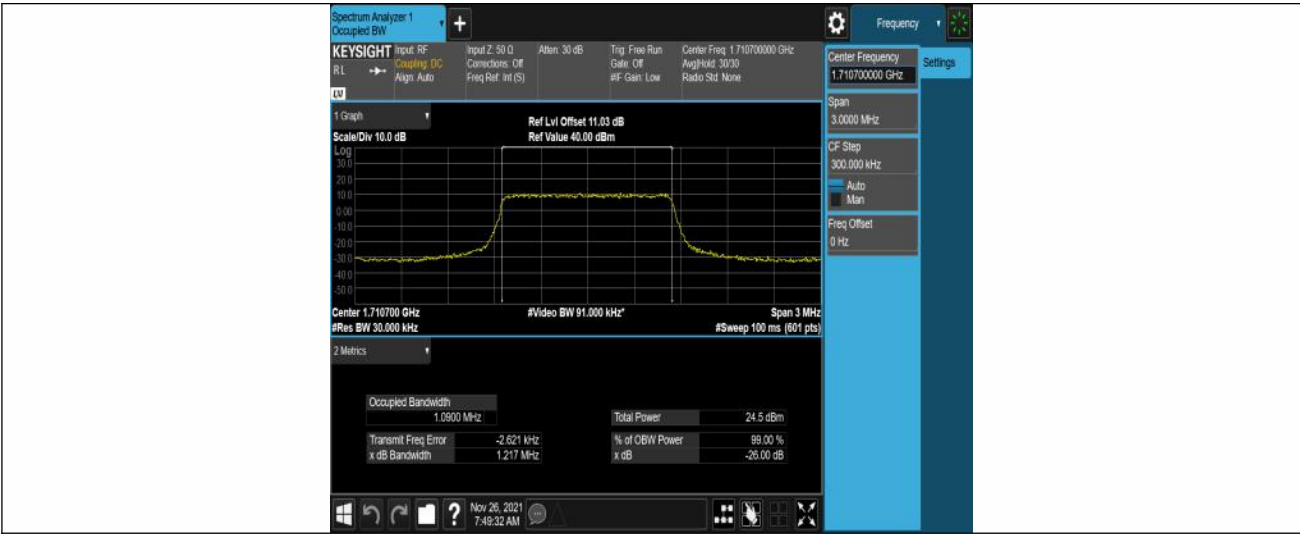 Spectrum Analyzer 1
Occupied BW
+
Frequency
KEYSIGHT
RL
Input: RF
Coupling: DC
Align: Auto
Input Z: 50 Ω
Corrections: Off
Freq Ref: Int (S)
Atten: 30 dB
Trig: Free Run
Gate: Off
#IF Gain: Low
Center Freq: 1.710700000 GHz
Avg|Hold: 30/30
Radio Std: None
Center Frequency
1.710700000 GHz
Settings
Span
3.0000 MHz
CF Step
300.000 kHz
Auto
Man
Freq Offset
0 Hz
1 Graph
Scale/Div 10.0 dB
Ref Lvl Offset 11.03 dB
Ref Value 40.00 dBm
Log
30.0
20.0
10.0
0.00
-10.0
-20.0
-30.0
-40.0
-50.0
Center 1.710700 GHz
#Res BW 30.000 kHz
#Video BW 91.000 kHz*
Span 3 MHz
#Sweep 100 ms (601 pts)
2 Metrics
Occupied Bandwidth
1.0900 MHz
Total Power 24.5 dBm
Transmit Freq Error -2.621 kHz
% of OBW Power 99.00 %
x dB Bandwidth 1.217 MHz
x dB -26.00 dB
?
Nov 26, 2021
7:49:32 AM